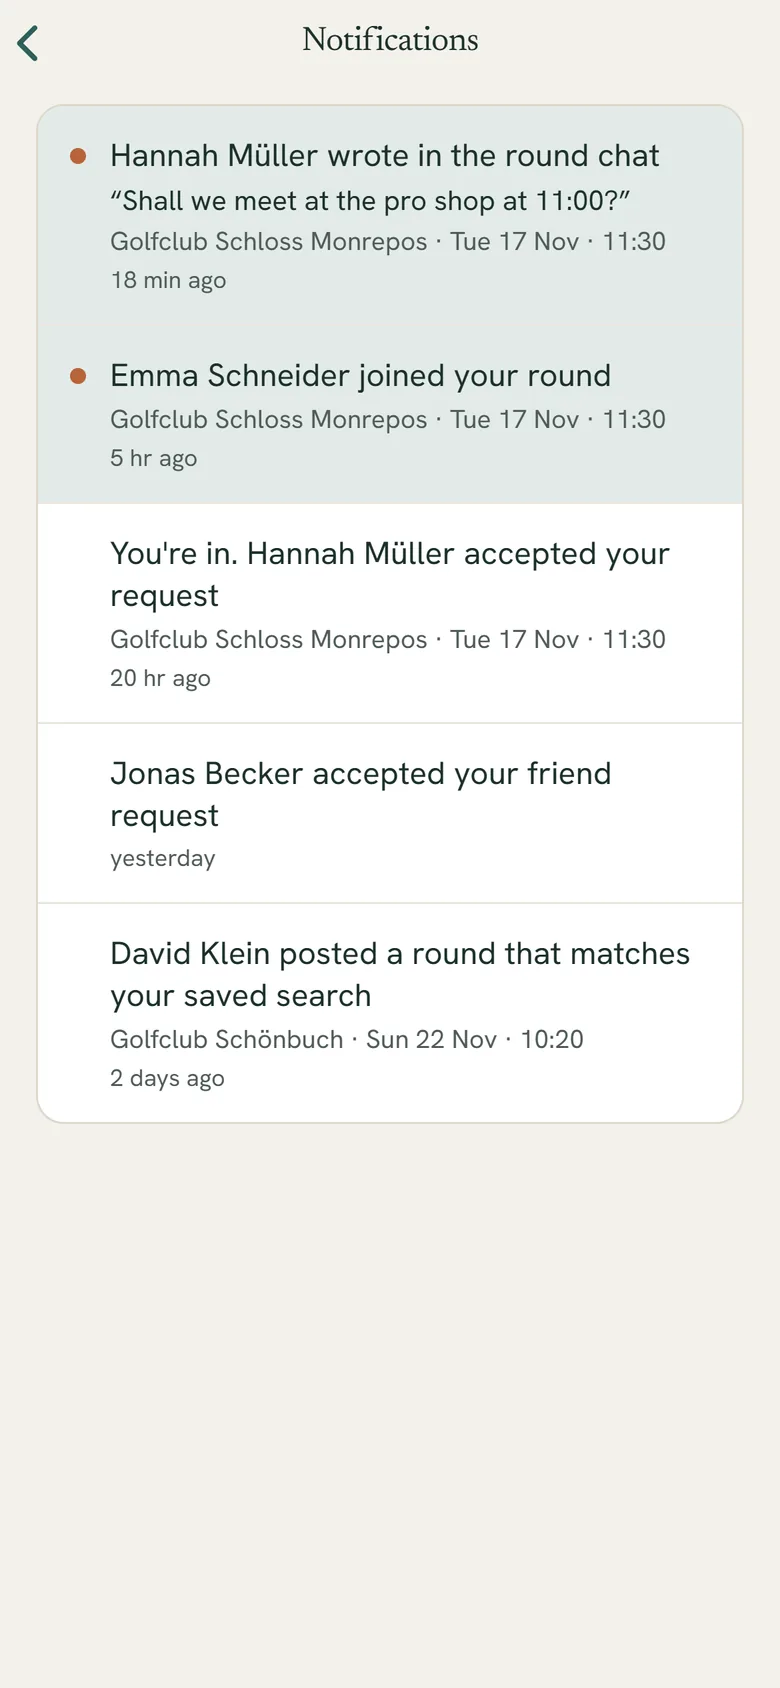 Notifications
Hannah Müller wrote in the round chat
“Shall we meet at the pro shop at 11:00?”
Golfclub Schloss Monrepos · Tue 17 Nov · 11:30
18 min ago
Emma Schneider joined your round
Golfclub Schloss Monrepos · Tue 17 Nov · 11:30
5 hr ago
You're in. Hannah Müller accepted your
request
Golfclub Schloss Monrepos · Tue 17 Nov · 11:30
20 hr ago
Jonas Becker accepted your friend
request
yesterday
David Klein posted a round that matches
your saved search
Golfclub Schönbuch · Sun 22 Nov · 10:20
2 days ago